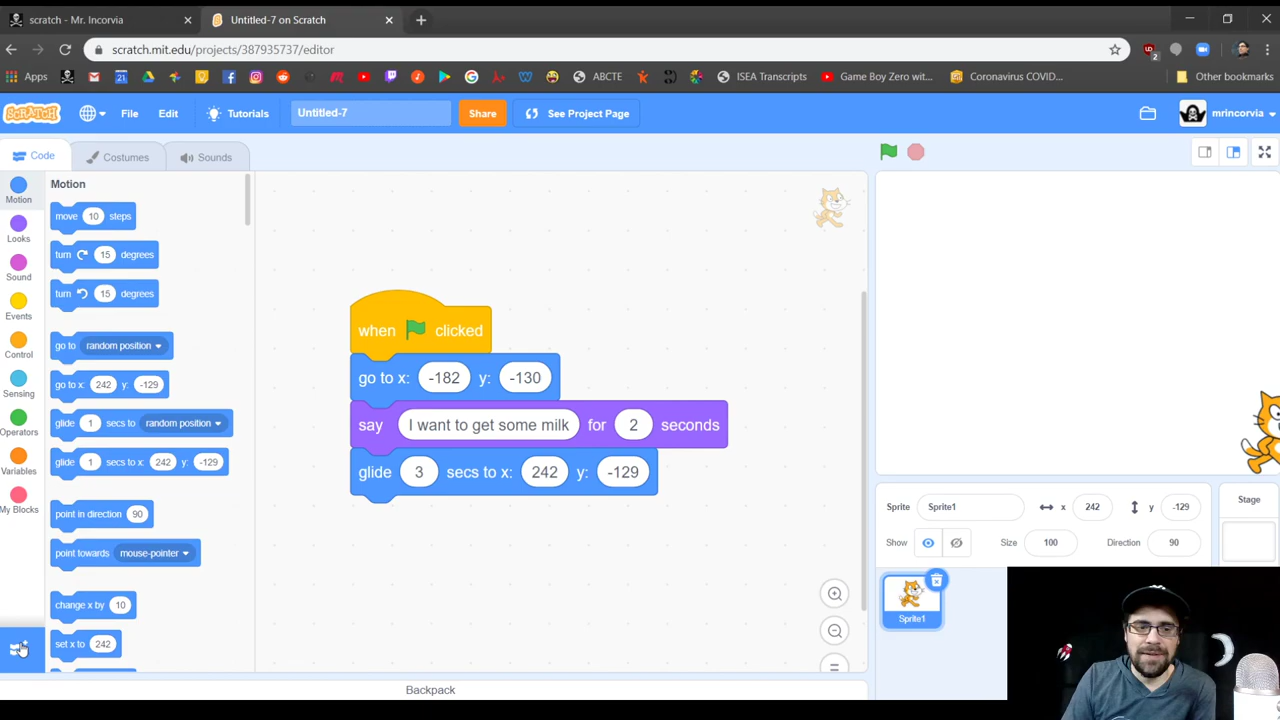 scratch - Mr. Incorvia
Untitled-7 on Scratch
scratch.mit.edu/projects/387935737/editor
2
Apps
21
ABCTE
ISEA Transcripts
Game Boy Zero wit...
Coronavirus COVID...
Other bookmarks
SCRATCH
File
Edit
Tutorials
Untitled-7
Share
See Project Page
mrincorvia
Code
Costumes
Sounds
Motion
Looks
Sound
Events
Control
Sensing
Operators
Variables
My Blocks
Motion
move 10 steps
turn 15 degrees
turn 15 degrees
go to random position
go to x: 242 y: -129
glide 1 secs to random position
glide 1 secs to x: 242 y: -129
point in direction 90
point towards mouse-pointer
change x by 10
set x to 242
when clicked
go to x: -182 y: -130
say I want to get some milk for 2 seconds
glide 3 secs to x: 242 y: -129
Sprite Sprite1 x 242 y -129
Show Size 100 Direction 90
Sprite1
Stage
Backpack